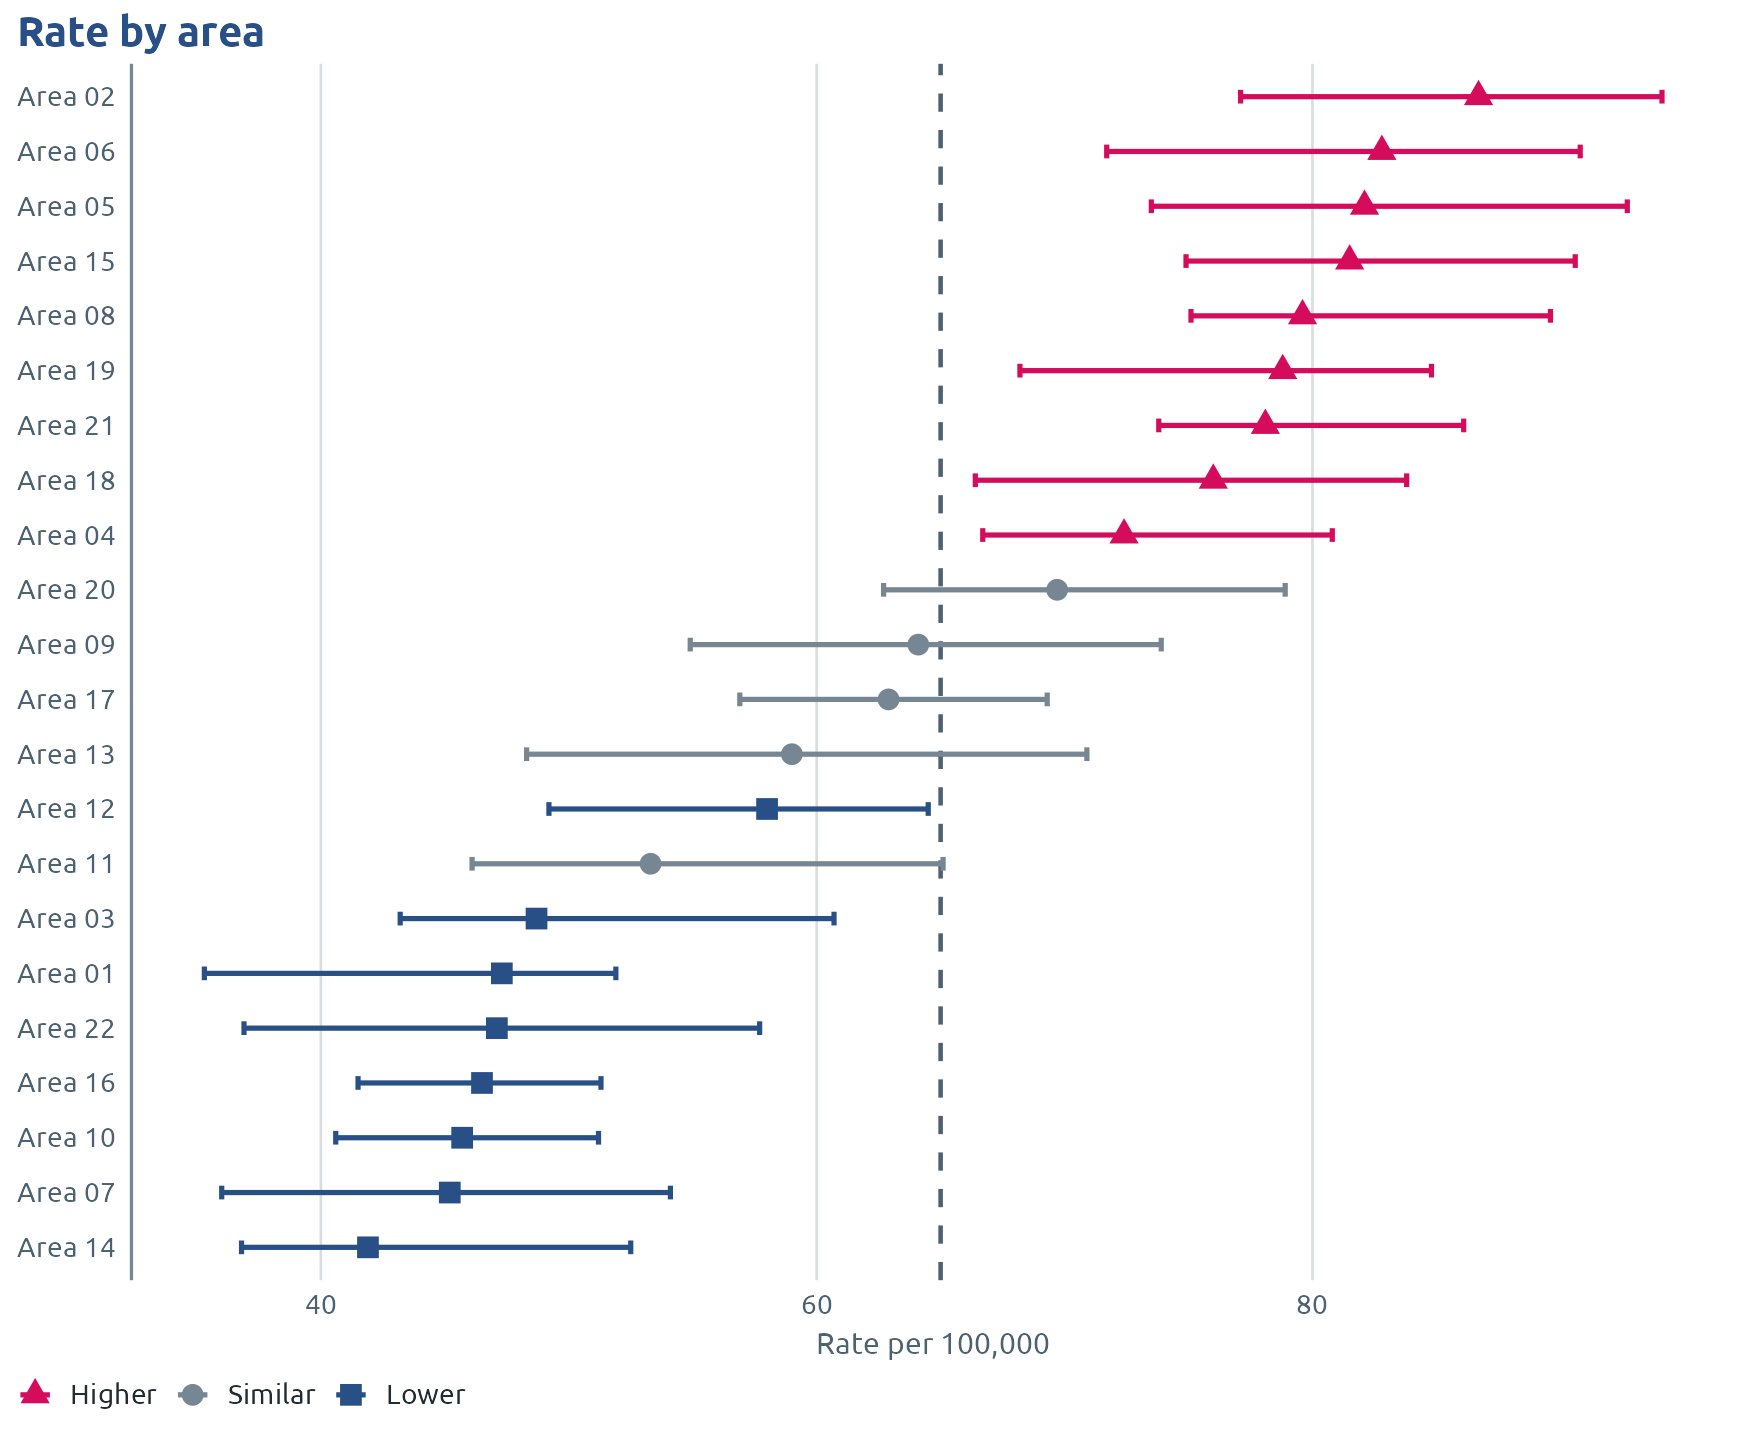 Rate by area
Area 02
Area 06
Area 05
Area 15
Area 08
Area 19
Area 21
Area 18
Area 04
Area 20
Area 09
Area 17
Area 13
Area 12
Area 11
Area 03
Area 01
Area 22
Area 16
Area 10
Area 07
Area 14
40 60 80
Rate per 100,000
Higher Similar Lower